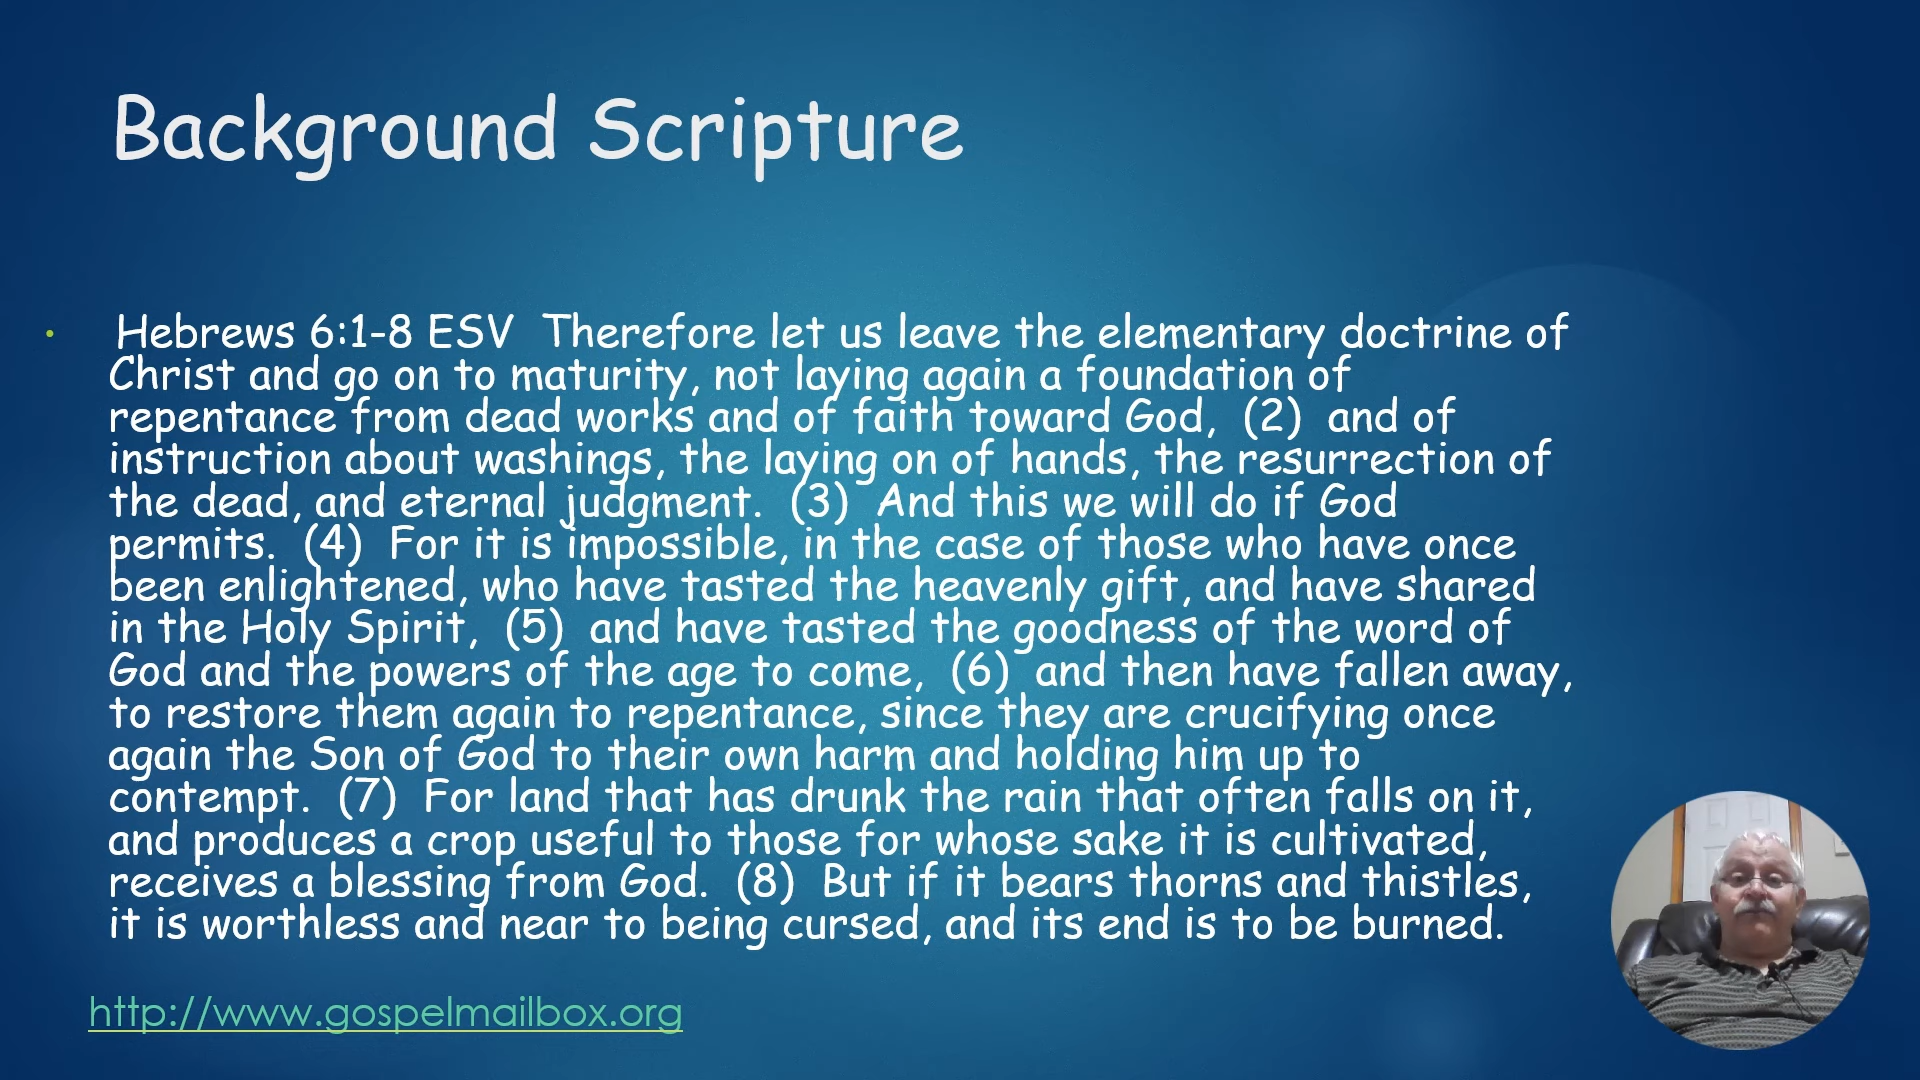 Background Scripture
• Hebrews 6:1-8 ESV  Therefore let us leave the elementary doctrine of
Christ and go on to maturity, not laying again a foundation of
repentance from dead works and of faith toward God,  (2)  and of
instruction about washings, the laying on of hands, the resurrection of
the dead, and eternal judgment.  (3)  And this we will do if God
permits.  (4)  For it is impossible, in the case of those who have once
been enlightened, who have tasted the heavenly gift, and have shared
in the Holy Spirit,  (5)  and have tasted the goodness of the word of
God and the powers of the age to come,  (6)  and then have fallen away,
to restore them again to repentance, since they are crucifying once
again the Son of God to their own harm and holding him up to
contempt.  (7)  For land that has drunk the rain that often falls on it,
and produces a crop useful to those for whose sake it is cultivated,
receives a blessing from God.  (8)  But if it bears thorns and thistles,
it is worthless and near to being cursed, and its end is to be burned.
http://www.gospelmailbox.org